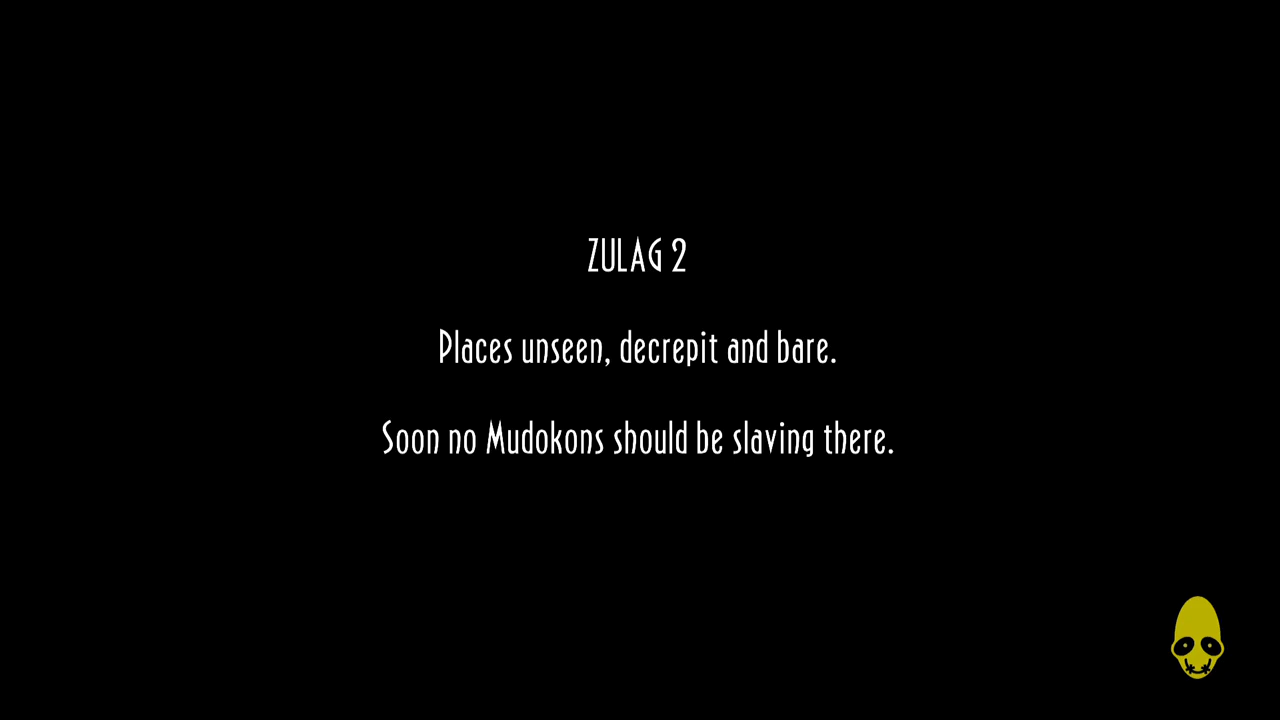 ZULAG 2
Places unseen, decrepit and bare.
Soon no Mudokons should be slaving there.